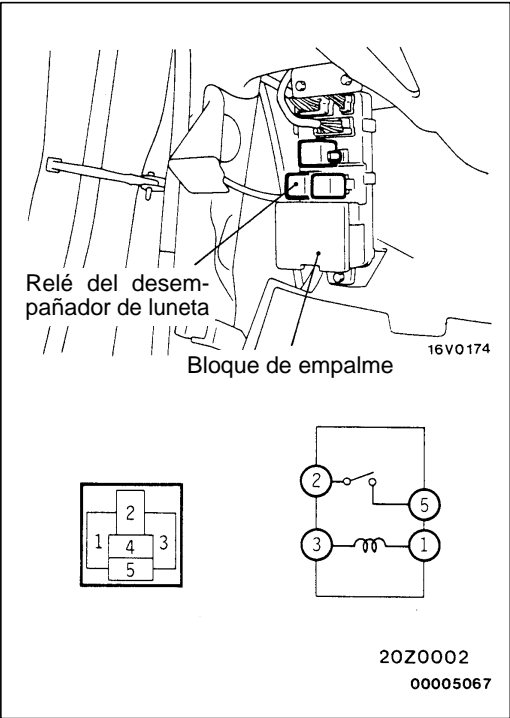 Relé del desem-
pañador de luneta
16V0174
Bloque de empalme
2
2
1 4 3
5
5
3
1
20Z0002
00005067